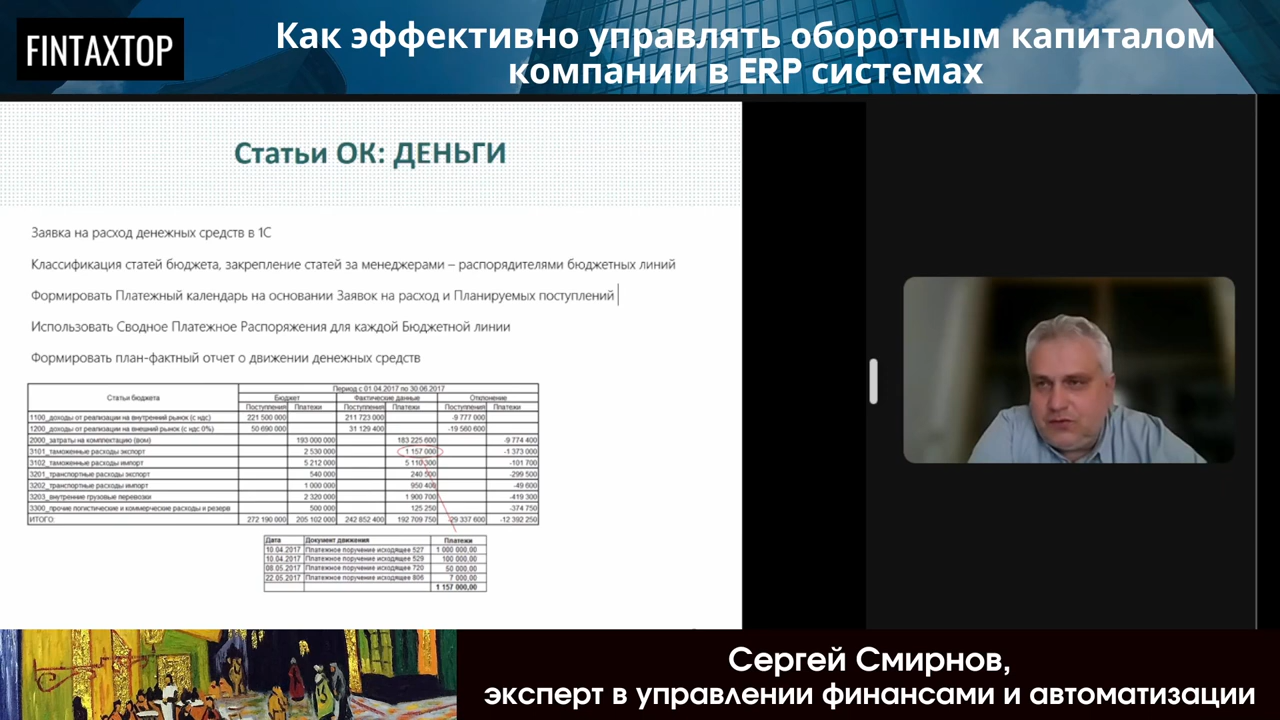 FINTAXTOP
Как эффективно управлять оборотным капиталом
компании в ERP системах
Статьи ОК: ДЕНЬГИ
Заявка на расход денежных средств в 1С
Классификация статей бюджета, закрепление статей за менеджерами – распорядителями бюджетных линий
Формировать Платежный календарь на основании Заявок на расход и Планируемых поступлений
Использовать Сводное Платежное Распоряжения для каждой Бюджетной линии
Формировать план-фактный отчет о движении денежных средств
Статьи бюджета Период с 01.04.2017 по 30.06.2017
Бюджет Фактические данные Отклонение
Поступления Платежи Поступления Платежи Поступления Платежи
1100_доходы от реализации на внутренний рынок (с ндс) 221 500 000 211 723 000 -9 777 000
1200_доходы от реализации на внешний рынок (с ндс 0%) 50 690 000 31 129 400 -19 560 600
2000_затраты на комплектацию (вом) 193 000 000 183 225 600 -9 774 400
3101_таможенные расходы экспорт 2 530 000 1 157 000 -1 373 000
3102_таможенные расходы импорт 5 212 000 5 110 300 -101 700
3201_транспортные расходы экспорт 540 000 240 500 -299 500
3202_транспортные расходы импорт 1 000 000 950 400 -49 600
3203_внутренние грузовые перевозки 2 320 000 1 900 700 -419 300
3300_прочие логистические и коммерческие расходы и резерв 500 000 125 250 -374 750
ИТОГО: 272 190 000 205 102 000 242 852 400 192 709 750 -29 337 600 -12 392 250
Дата Документ движения Платежи
10.04.2017 Платежное поручение исходящее 527 1 000 000,00
10.04.2017 Платежное поручение исходящее 529 100 000,00
08.05.2017 Платежное поручение исходящее 720 50 000,00
22.05.2017 Платежное поручение исходящее 806 7 000,00
1 157 000,00
Сергей Смирнов,
эксперт в управлении финансами и автоматизации